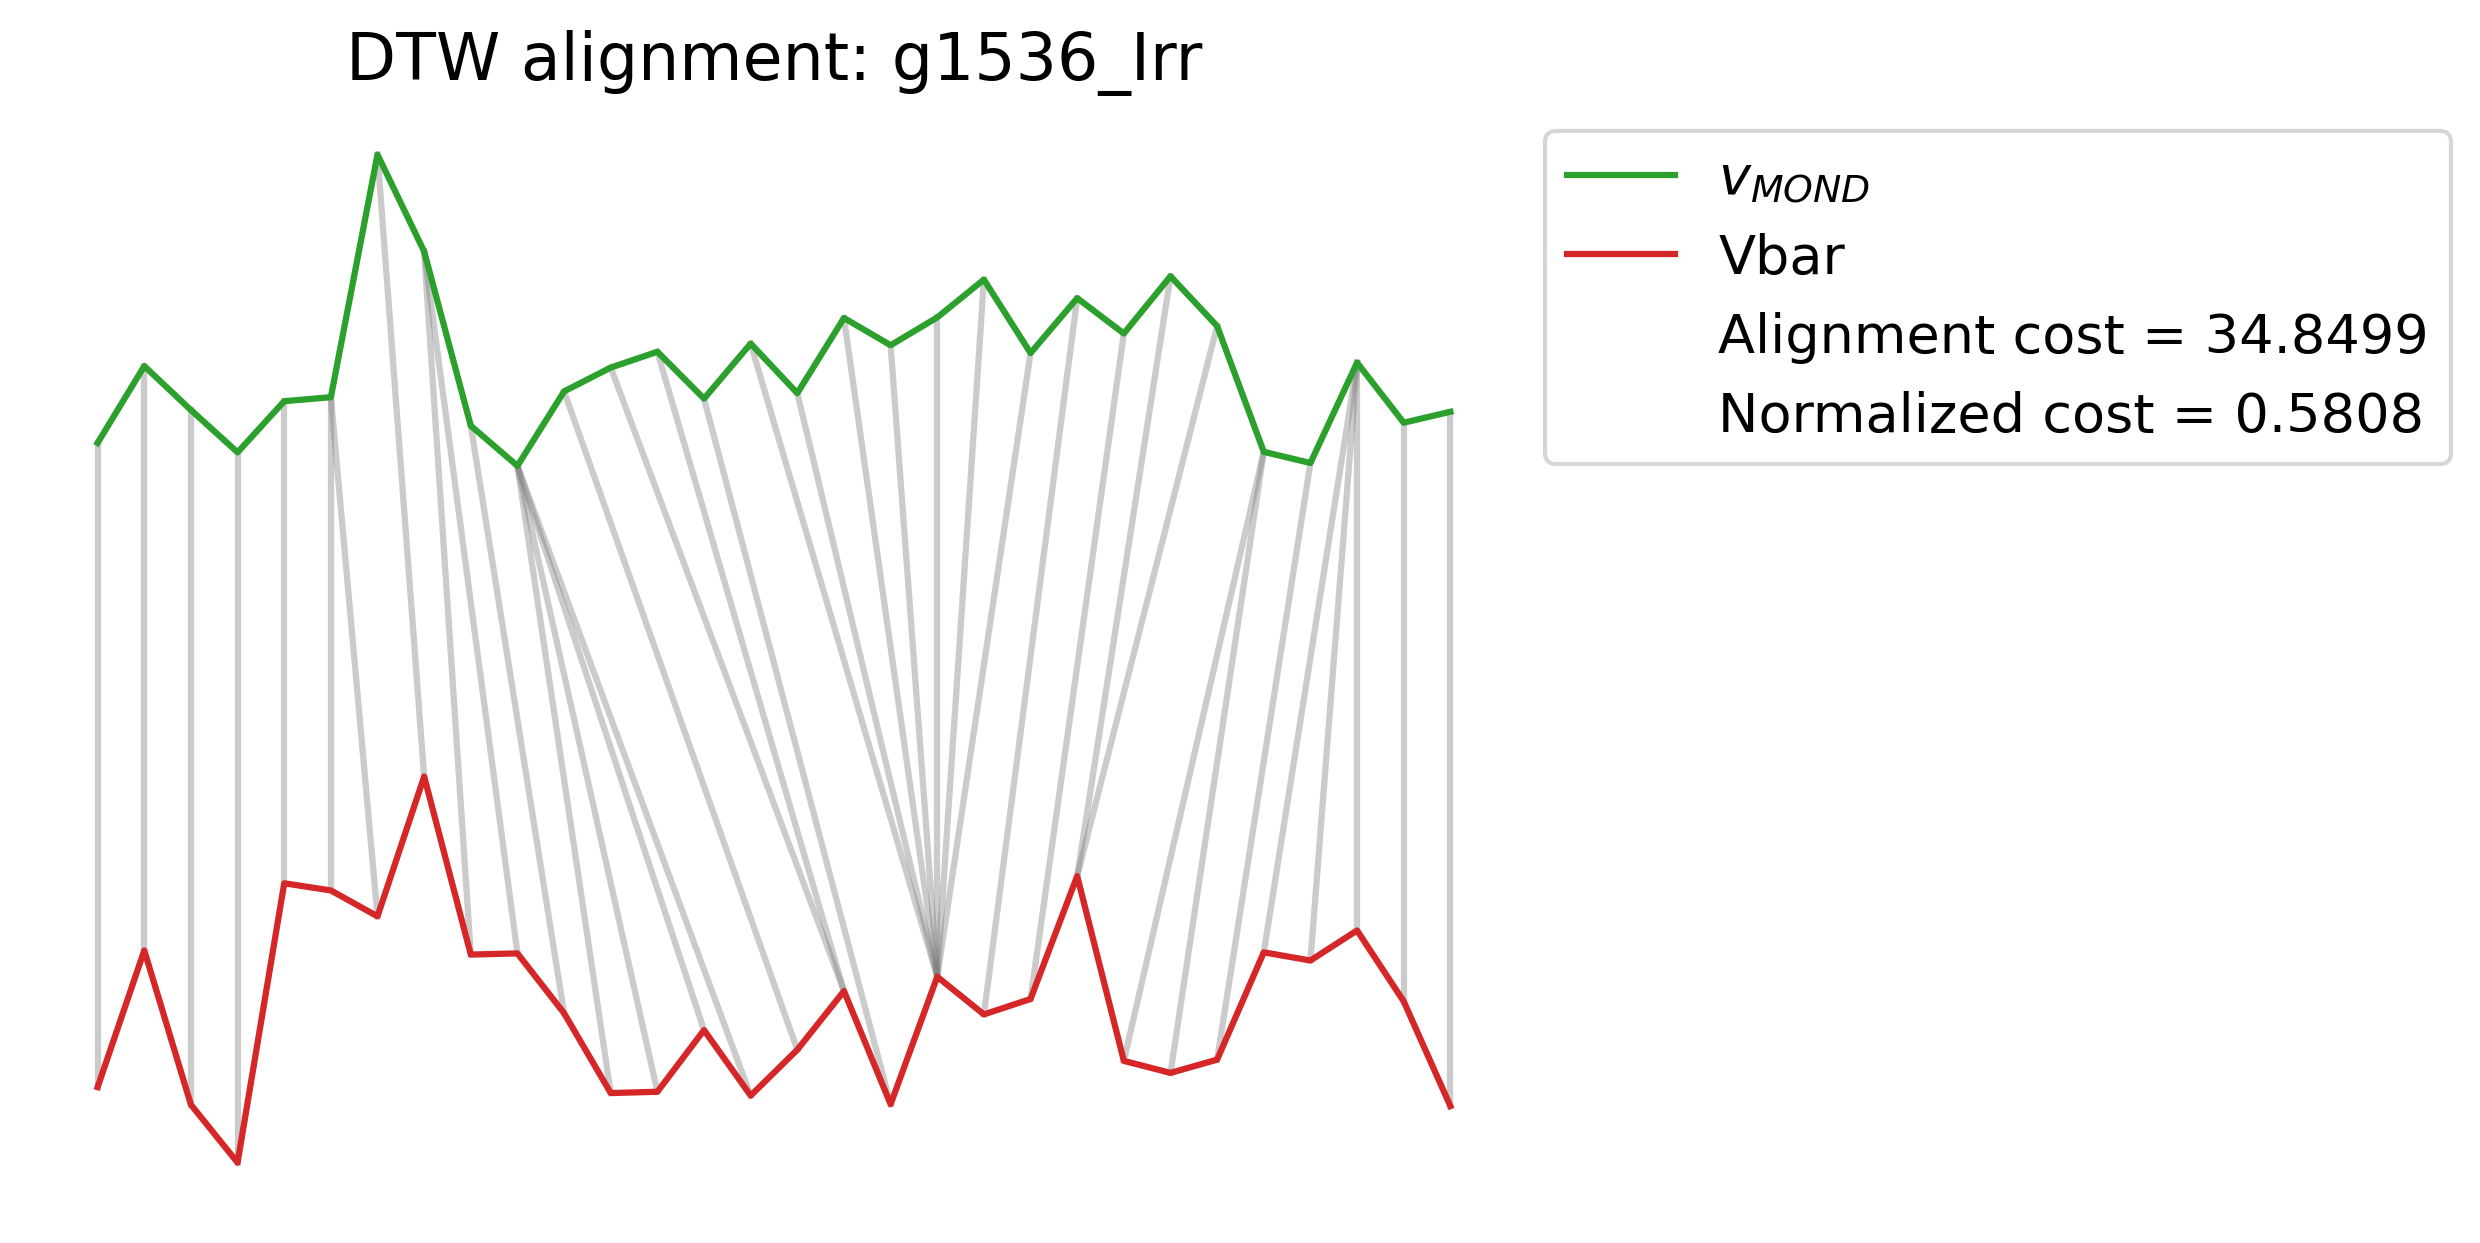 DTW alignment: g1536_Irr
v_MOND
Vbar
Alignment cost = 34.8499
Normalized cost = 0.5808